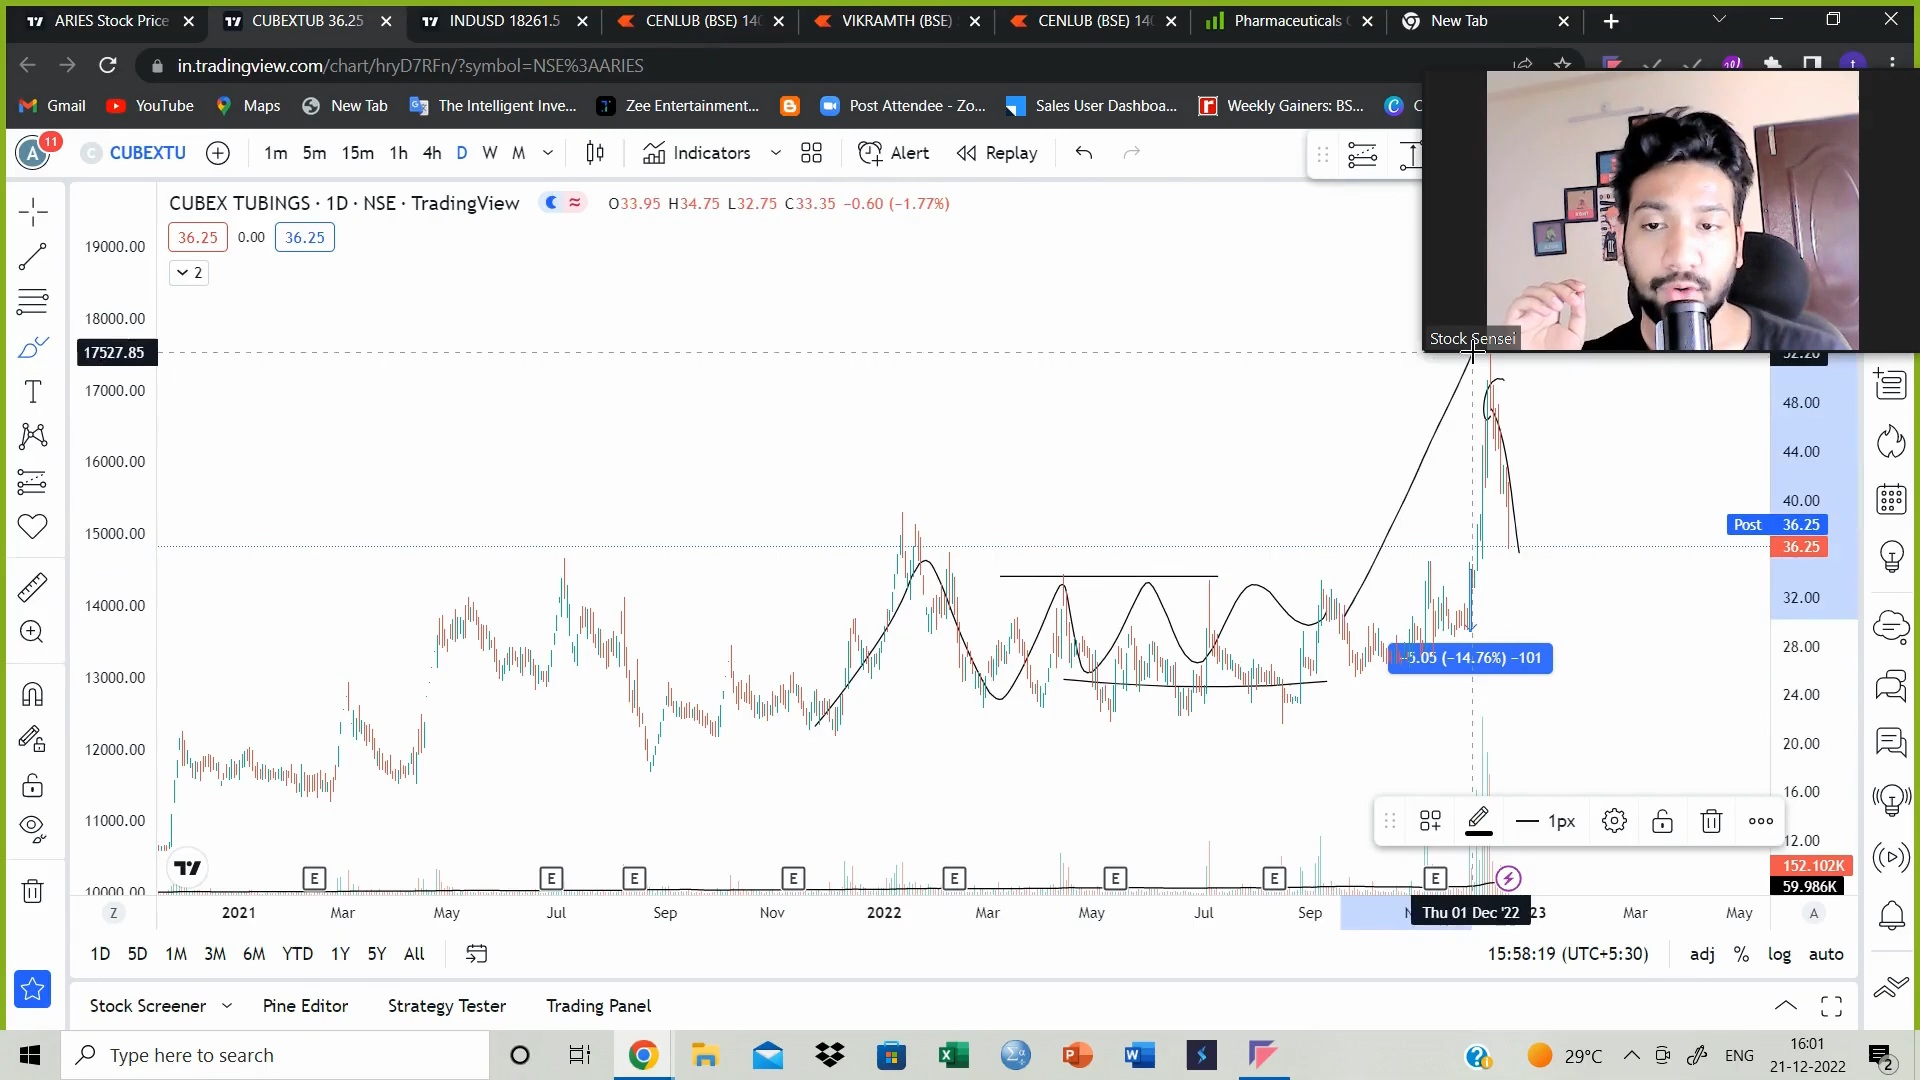 ARIES Stock Price
CUBEXTUB 36.25
INDUSD 18261.5
CENLUB (BSE) 140
VIKRAMTH (BSE)
CENLUB (BSE) 140
Pharmaceuticals
New Tab
in.tradingview.com/chart/hryD7RFn/?symbol=NSE%3AARIES
Gmail
YouTube
Maps
New Tab
The Intelligent Inve...
Zee Entertainment...
Post Attendee - Zo...
Sales User Dashboa...
Weekly Gainers: BS...
A 11
C CUBEXTU
1m 5m 15m 1h 4h D W M
Indicators
Alert
Replay
Stock Sensei
CUBEX TUBINGS · 1D · NSE · TradingView
O33.95 H34.75 L32.75 C33.35 −0.60 (−1.77%)
36.25 0.00 36.25
2
19000.00
18000.00
17527.85
17000.00
16000.00
15000.00
14000.00
13000.00
12000.00
11000.00
10000.00
52.20
48.00
44.00
40.00
Post 36.25
36.25
32.00
28.00
24.00
20.00
16.00
12.00
152.102K
59.986K
−5.05 (−14.76%) −101
1px
E E E E E E E E
Z 2021 Mar May Jul Sep Nov 2022 Mar May Jul Sep Thu 01 Dec '22 23 Mar May A
1D 5D 1M 3M 6M YTD 1Y 5Y All
15:58:19 (UTC+5:30)
adj % log auto
Stock Screener
Pine Editor
Strategy Tester
Trading Panel
Type here to search
29°C
ENG
16:01
21-12-2022
2